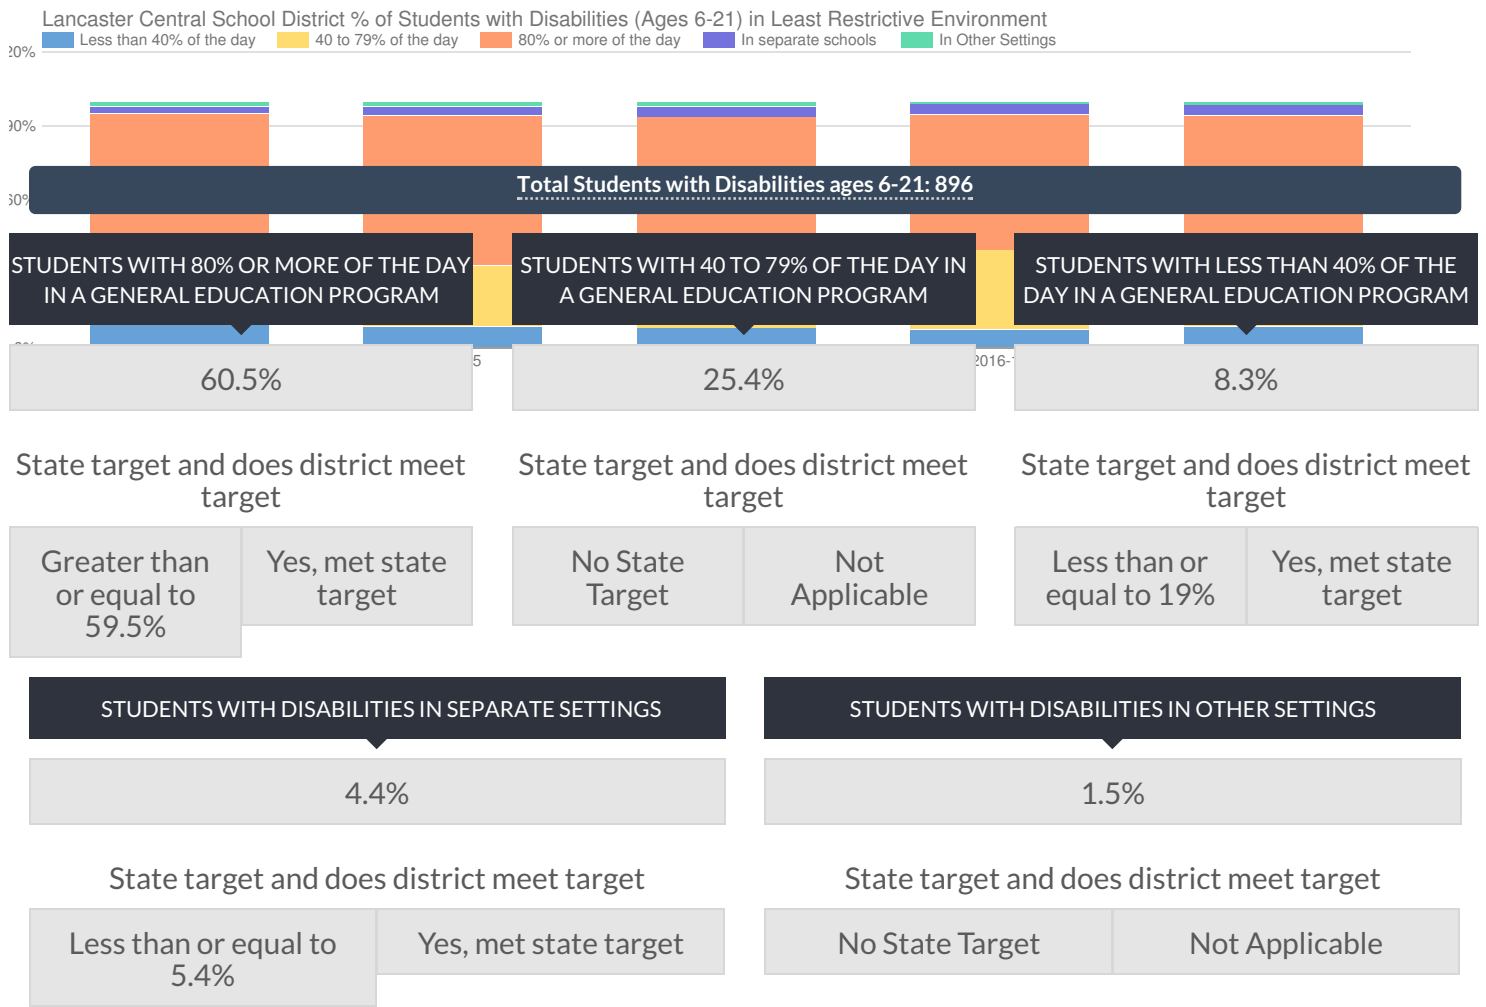 Lancaster Central School District % of Students with Disabilities (Ages 6-21) in Least Restrictive Environment
Less than 40% of the day
40 to 79% of the day
80% or more of the day
In separate schools
In Other Settings
20%
90%
60%
Total Students with Disabilities ages 6-21: 896
STUDENTS WITH 80% OR MORE OF THE DAY
IN A GENERAL EDUCATION PROGRAM
STUDENTS WITH 40 TO 79% OF THE DAY IN
A GENERAL EDUCATION PROGRAM
STUDENTS WITH LESS THAN 40% OF THE
DAY IN A GENERAL EDUCATION PROGRAM
5
2016-
60.5%
25.4%
8.3%
State target and does district meet
target
State target and does district meet
target
State target and does district meet
target
Greater than
or equal to
59.5%
Yes, met state
target
No State
Target
Not
Applicable
Less than or
equal to 19%
Yes, met state
target
STUDENTS WITH DISABILITIES IN SEPARATE SETTINGS
STUDENTS WITH DISABILITIES IN OTHER SETTINGS
4.4%
1.5%
State target and does district meet target
State target and does district meet target
Less than or equal to
5.4%
Yes, met state target
No State Target
Not Applicable